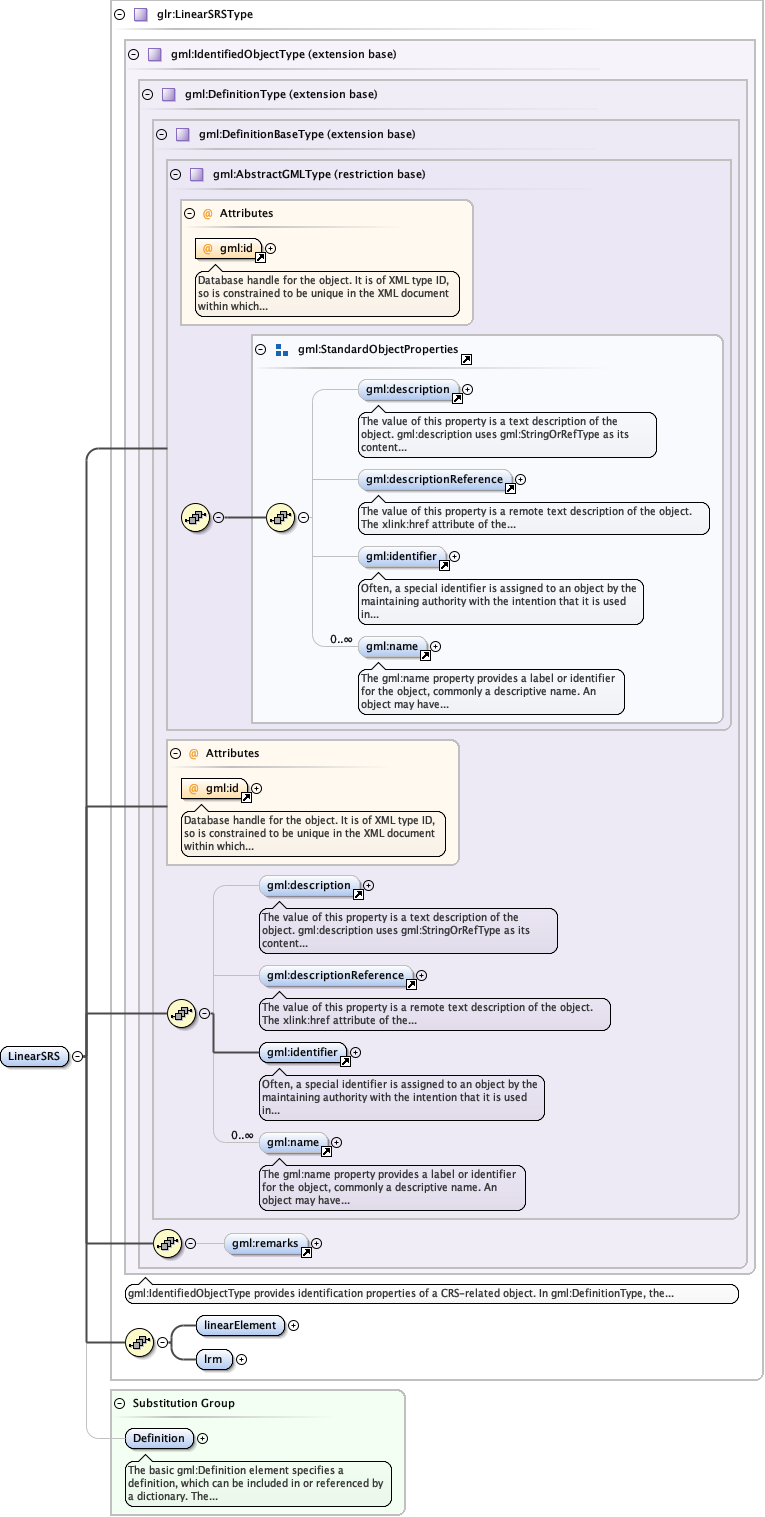 glr:LinearSRSType
gml:IdentifiedObjectType (extension base)
gml:DefinitionType (extension base)
gml:DefinitionBaseType (extension base)
gml:AbstractGMLType (restriction base)
@ Attributes
@ gml:id
Database handle for the object. It is of XML type ID,
so is constrained to be unique in the XML document
within which...
gml:StandardObjectProperties
gml:description
The value of this property is a text description of the
object. gml:description uses gml:StringOrRefType as its
content...
gml:descriptionReference
The value of this property is a remote text description of the object.
The xlink:href attribute of the...
gml:identifier
Often, a special identifier is assigned to an object by the
maintaining authority with the intention that it is used
in...
0..∞
gml:name
The gml:name property provides a label or identifier
for the object, commonly a descriptive name. An
object may have...
@ Attributes
@ gml:id
Database handle for the object. It is of XML type ID,
so is constrained to be unique in the XML document
within which...
gml:description
The value of this property is a text description of the
object. gml:description uses gml:StringOrRefType as its
content...
gml:descriptionReference
The value of this property is a remote text description of the object.
The xlink:href attribute of the...
LinearSRS
gml:identifier
Often, a special identifier is assigned to an object by the
maintaining authority with the intention that it is used
in...
0..∞
gml:name
The gml:name property provides a label or identifier
for the object, commonly a descriptive name. An
object may have...
gml:remarks
gml:IdentifiedObjectType provides identification properties of a CRS-related object. In gml:DefinitionType, the...
linearElement
lrm
Substitution Group
Definition
The basic gml:Definition element specifies a
definition, which can be included in or referenced by
a dictionary. The...